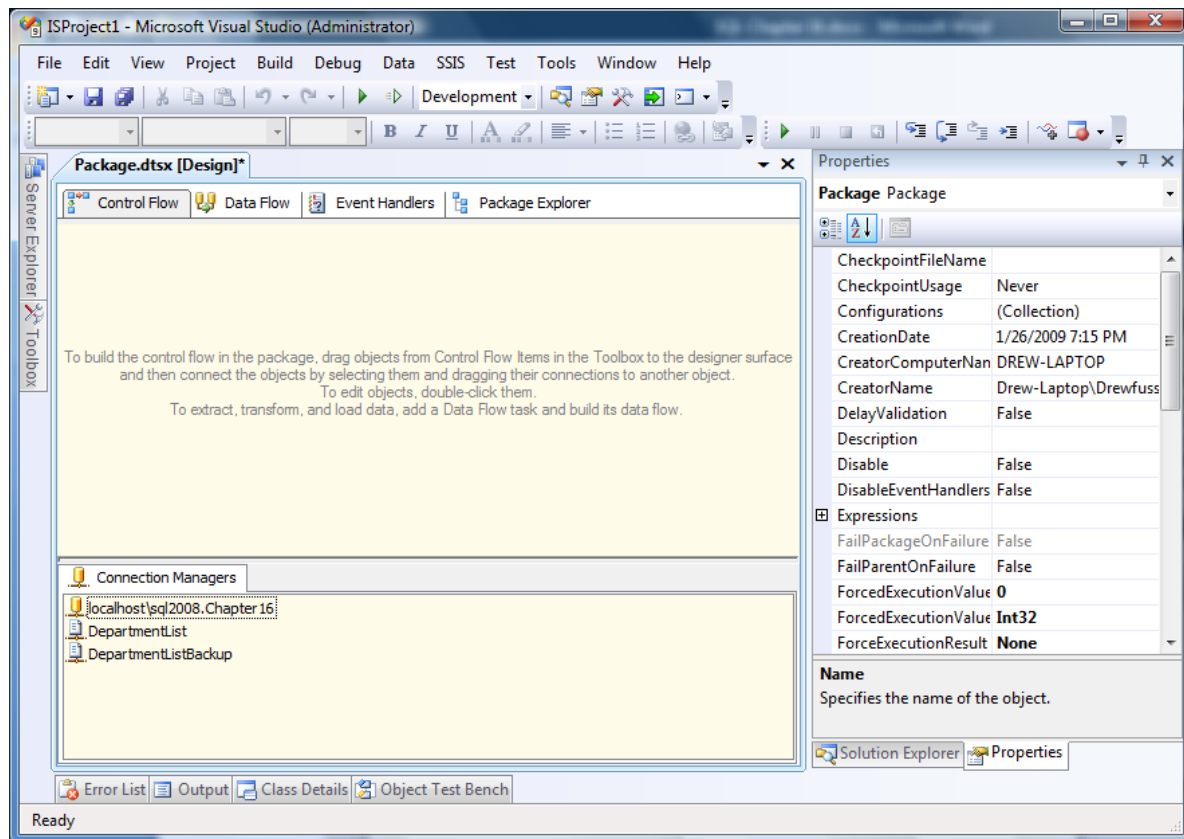 ISProject1 - Microsoft Visual Studio (Administrator)
File Edit View Project Build Debug Data SSIS Test Tools Window Help
Development
B I U A
Server Explorer
Toolbox
Package.dtsx [Design]*
Control Flow Data Flow Event Handlers Package Explorer
To build the control flow in the package, drag objects from Control Flow Items in the Toolbox to the designer surface
and then connect the objects by selecting them and dragging their connections to another object.
To edit objects, double-click them.
To extract, transform, and load data, add a Data Flow task and build its data flow.
Connection Managers
localhost\sql2008.Chapter16
DepartmentList
DepartmentListBackup
Properties
Package Package
CheckpointFileName
CheckpointUsage Never
Configurations (Collection)
CreationDate 1/26/2009 7:15 PM
CreatorComputerNan DREW-LAPTOP
CreatorName Drew-Laptop\Drewfuss
DelayValidation False
Description
Disable False
DisableEventHandlers False
Expressions
FailPackageOnFailure False
FailParentOnFailure False
ForcedExecutionValue 0
ForcedExecutionValue Int32
ForceExecutionResult None
Name
Specifies the name of the object.
Solution Explorer Properties
Error List Output Class Details Object Test Bench
Ready